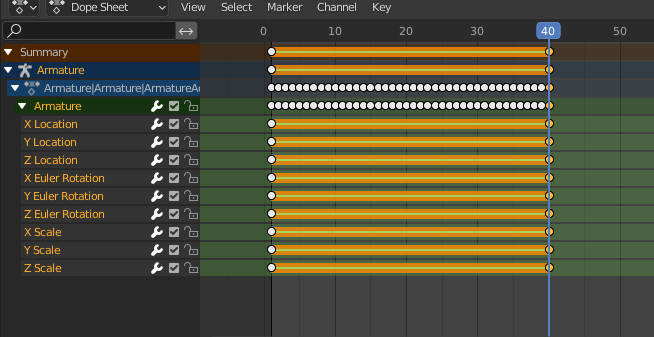 Dope Sheet View Select Marker Channel Key
0 10 20 30 40 50
Summary
Armature
Armature|Armature|ArmatureAc
Armature
X Location
Y Location
Z Location
X Euler Rotation
Y Euler Rotation
Z Euler Rotation
X Scale
Y Scale
Z Scale